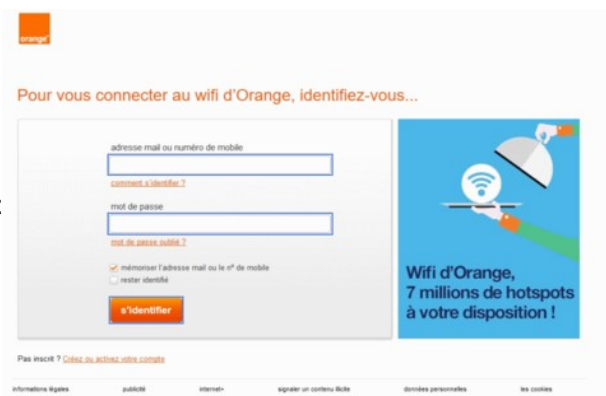 orange
Pour vous connecter au wifi d'Orange, identifiez-vous...
adresse mail ou numéro de mobile
comment s'identifier ?
mot de passe
mot de passe oublié ?
mémoriser l'adresse mail ou le n° de mobile
rester identifié
s'identifier
Wifi d'Orange,
7 millions de hotspots
à votre disposition !
Pas inscrit ? Créez ou activez votre compte
informations légales publicité internet+ signaler un contenu illicite données personnelles les cookies